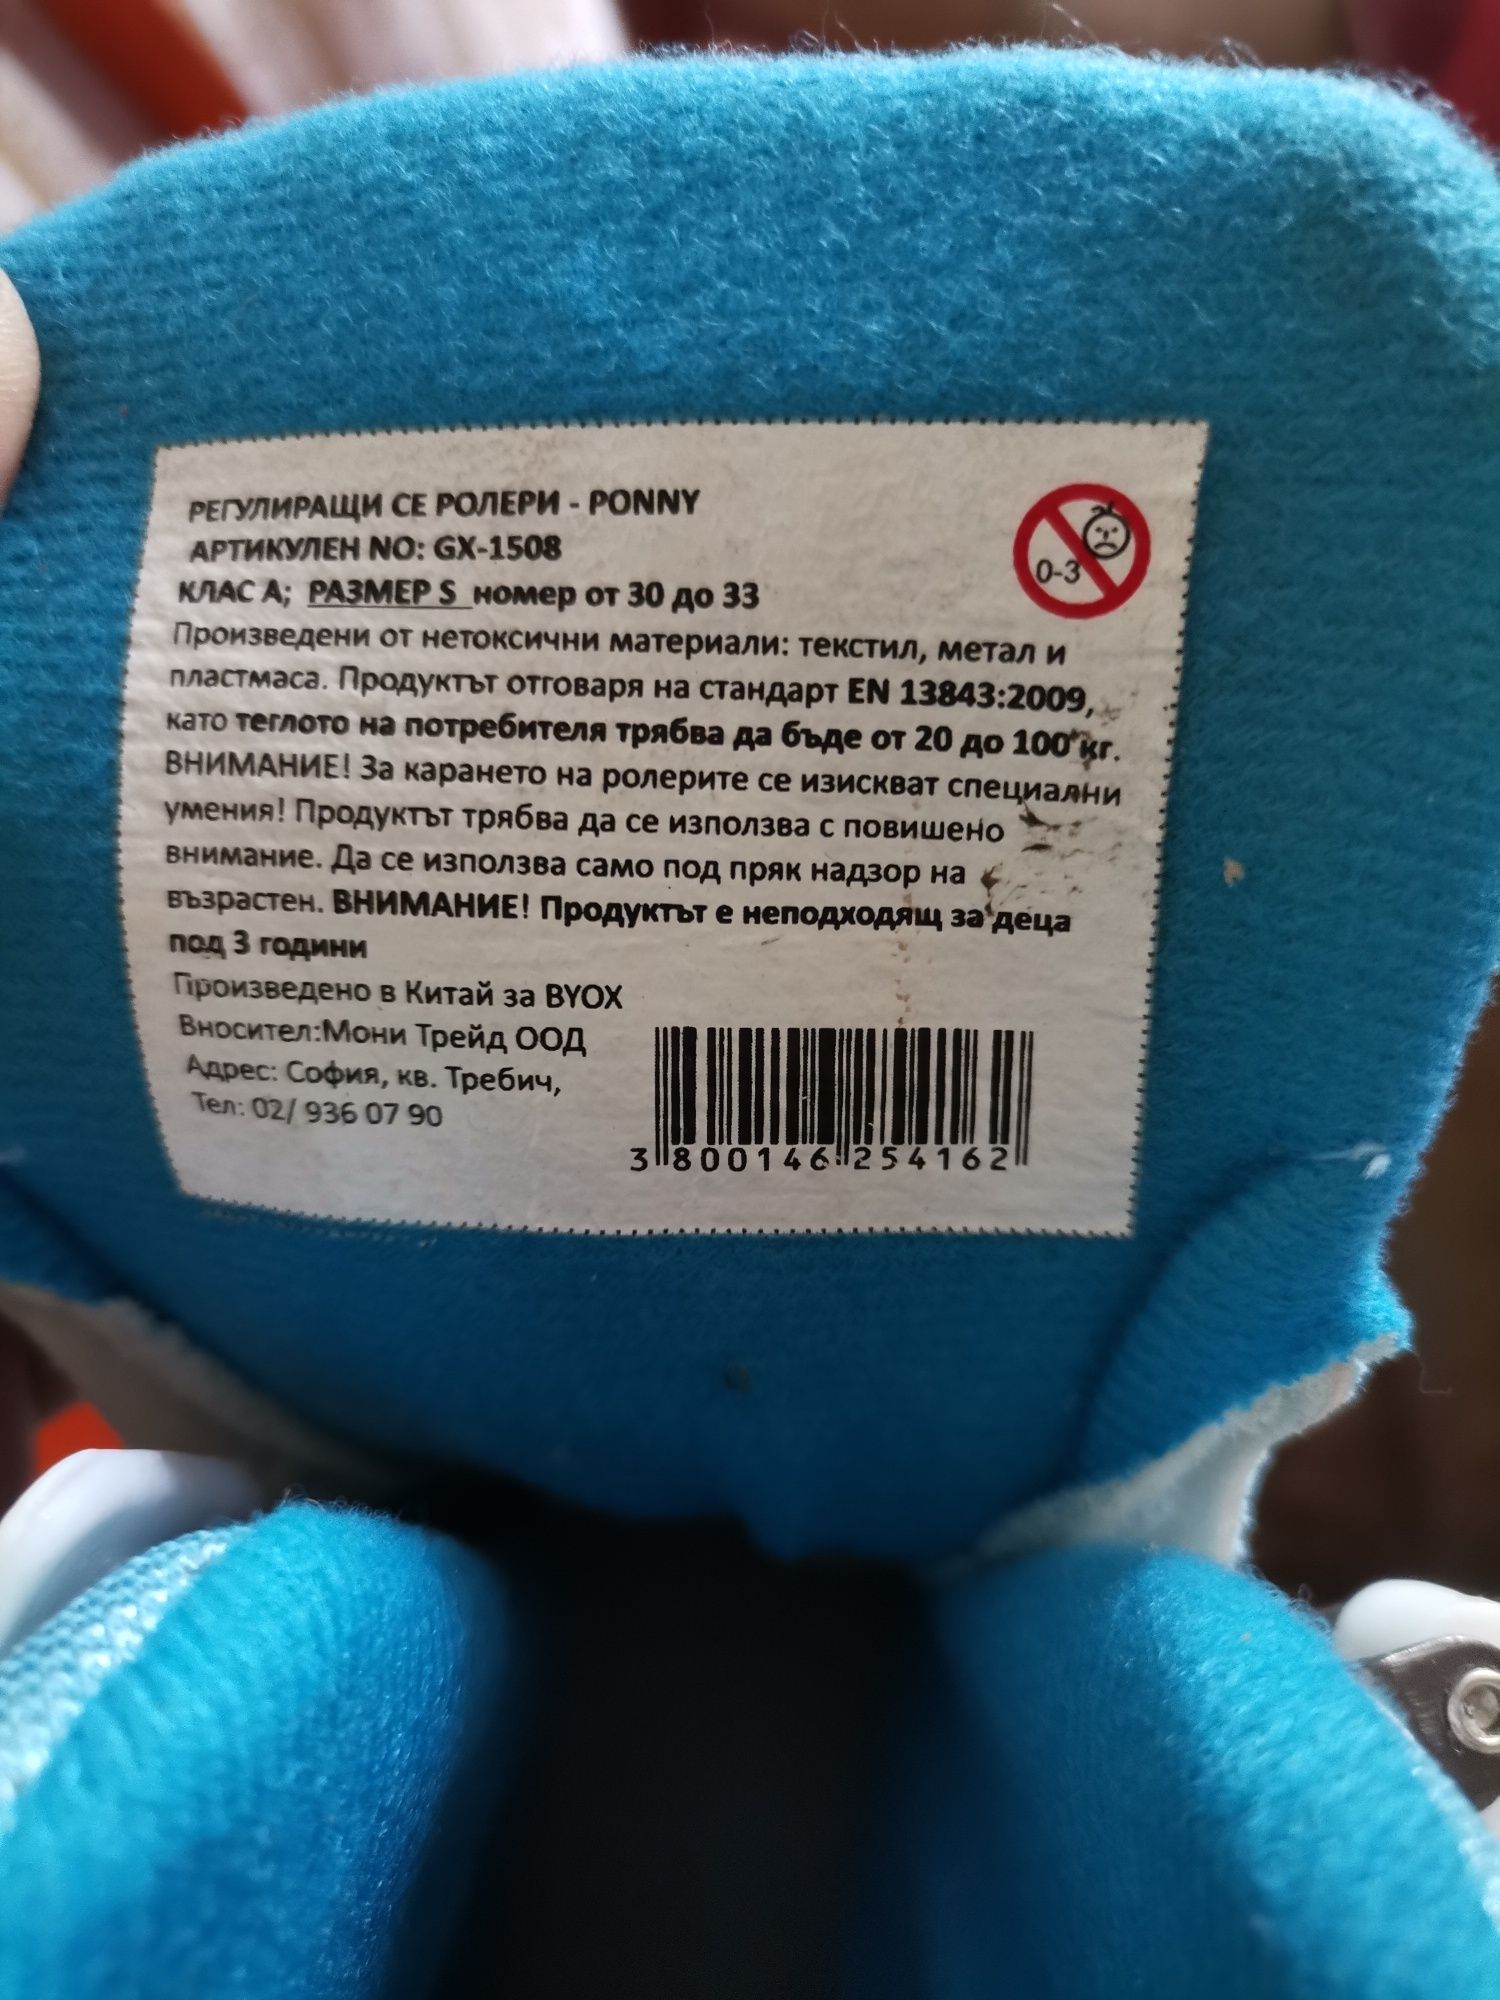 РЕГУЛИРАЩИ СЕ РОЛЕРИ - PONNY
АРТИКУЛЕН NO: GX-1508
КЛАС А; РАЗМЕР S номер от 30 до 33
0-3
Произведени от нетоксични материали: текстил, метал и
пластмаса. Продуктът отговаря на стандарт EN 13843:2009,
като теглото на потребителя трябва да бъде от 20 до 100 кг.
ВНИМАНИЕ! За карането на ролерите се изискват специални
умения! Продуктът трябва да се използва с повишено
внимание. Да се използва само под пряк надзор на
възрастен. ВНИМАНИЕ! Продуктът е неподходящ за деца
под 3 години
Произведено в Китай за BYOX
Вносител:Мони Трейд ООД
Адрес: София, кв. Требич,
Тел: 02/ 936 07 90
3 800146 254162